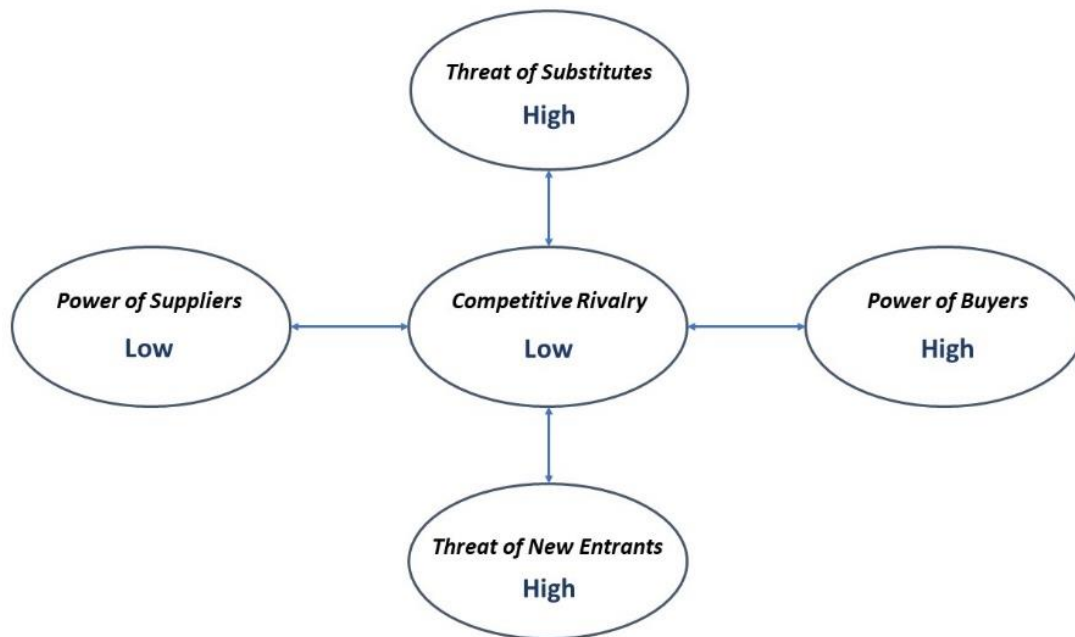 Threat of Substitutes
High
Power of Suppliers
Low
Competitive Rivalry
Low
Power of Buyers
High
Threat of New Entrants
High